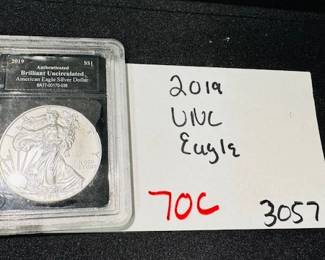 2019 $1
Authenticated
Brilliant Uncirculated
American Eagle Silver Dollar
2019
UNC
Eagle
70C
3057